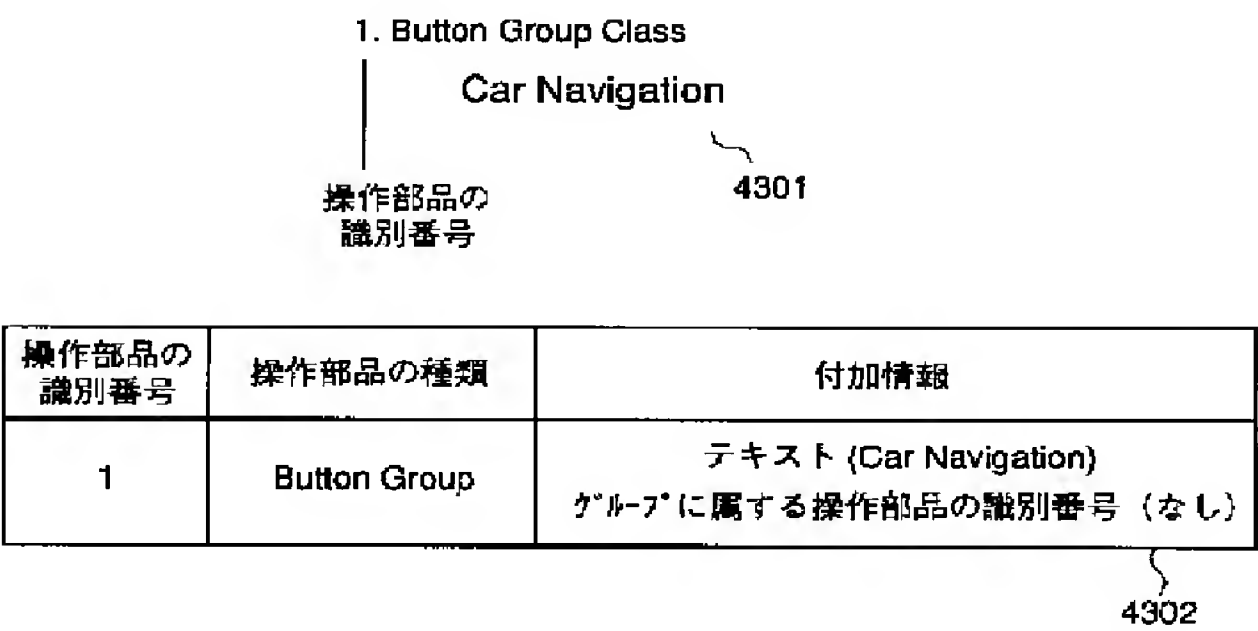 1. Button Group Class
Car Navigation
4301
操作部品の
識別番号
操作部品の
識別番号
操作部品の種類
付加情報
1
Button Group
テキスト (Car Navigation)
ｸﾞﾙｰﾌﾟに属する操作部品の識別番号 (なし)
4302